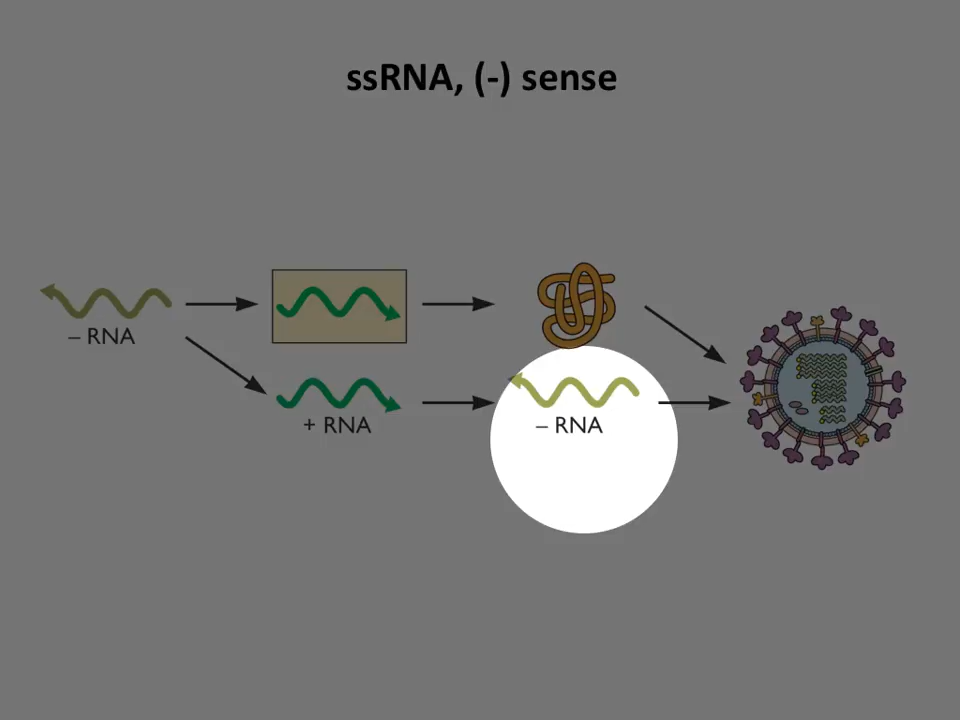 ssRNA, (-) sense
– RNA
+ RNA
– RNA